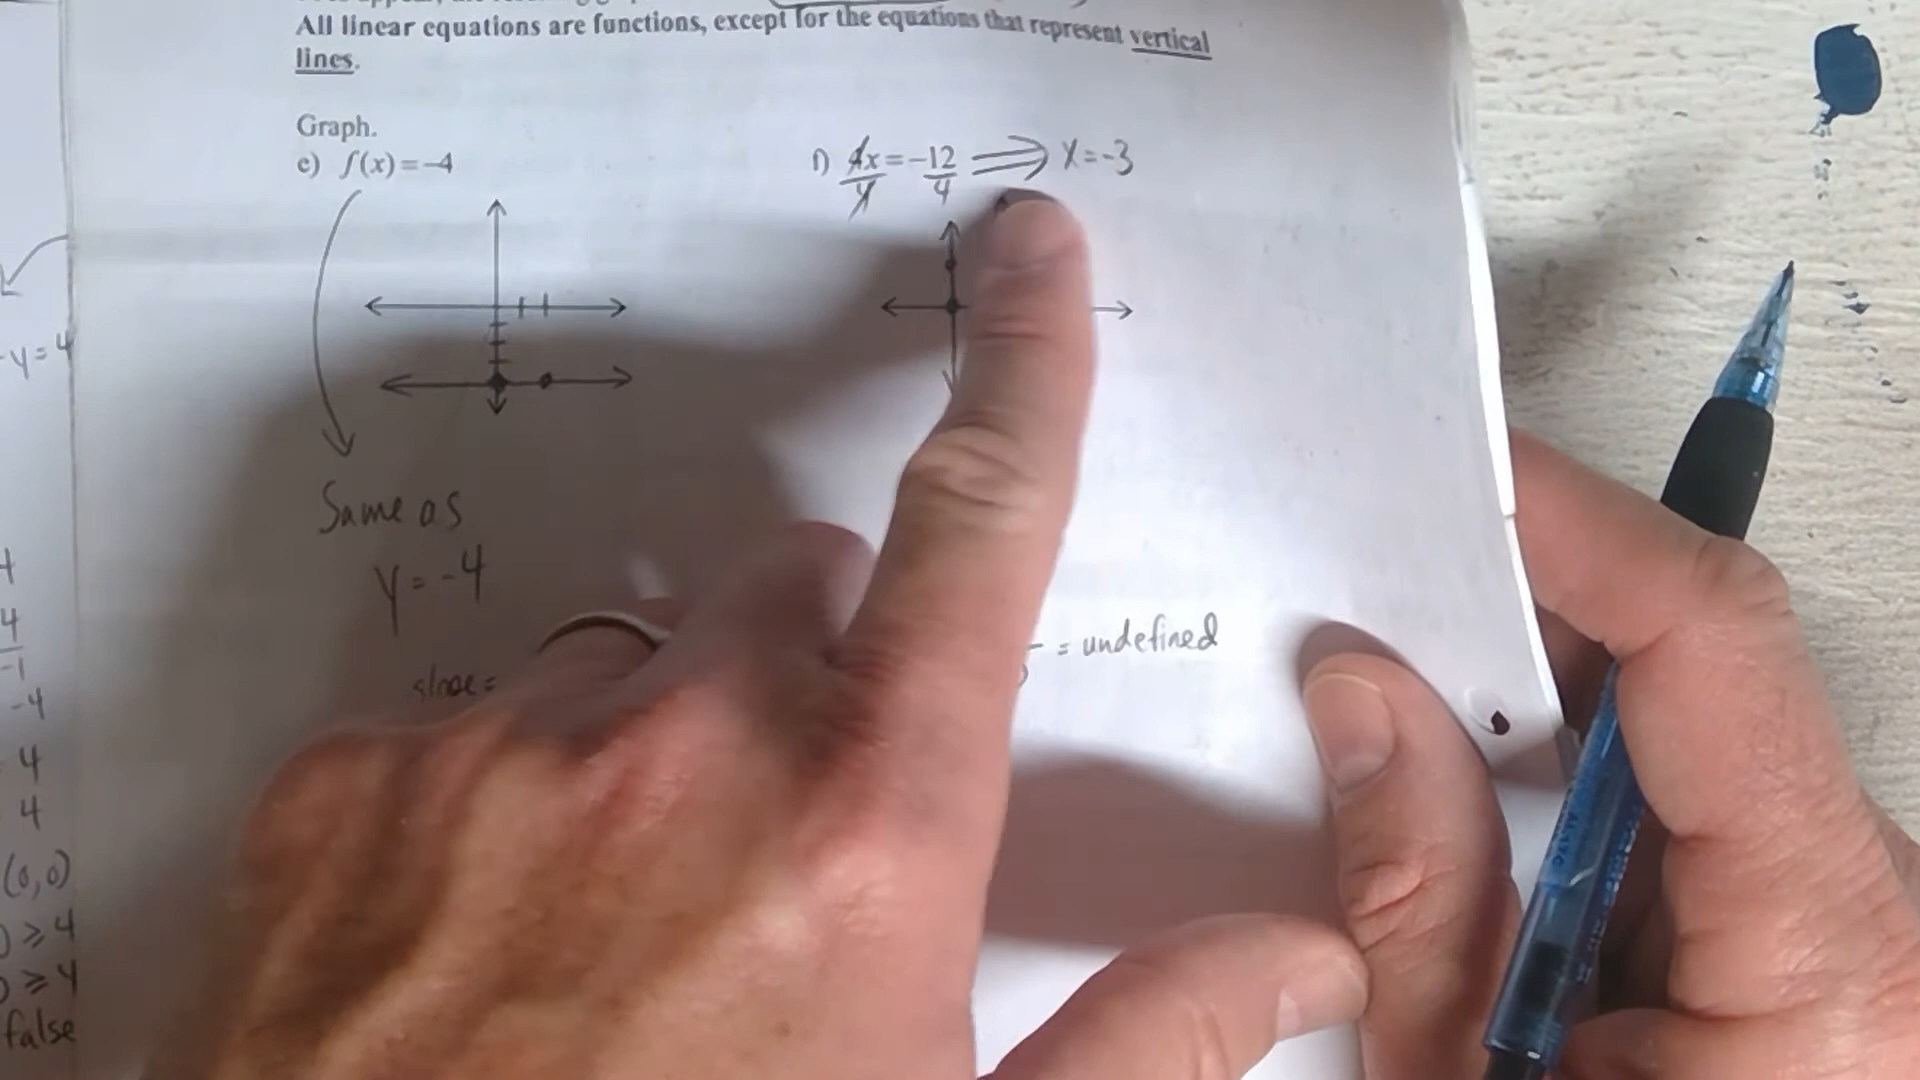 All linear equations are functions, except for the equations that represent vertical
lines.
Graph.
e) f(x)=-4
f) 4x=-12 ⟹ x=-3
4 4
Same as
y=-4
slope=
= undefined
-y=4
4
-1
-4
4
4
(0,0)
≥4
≥4
false